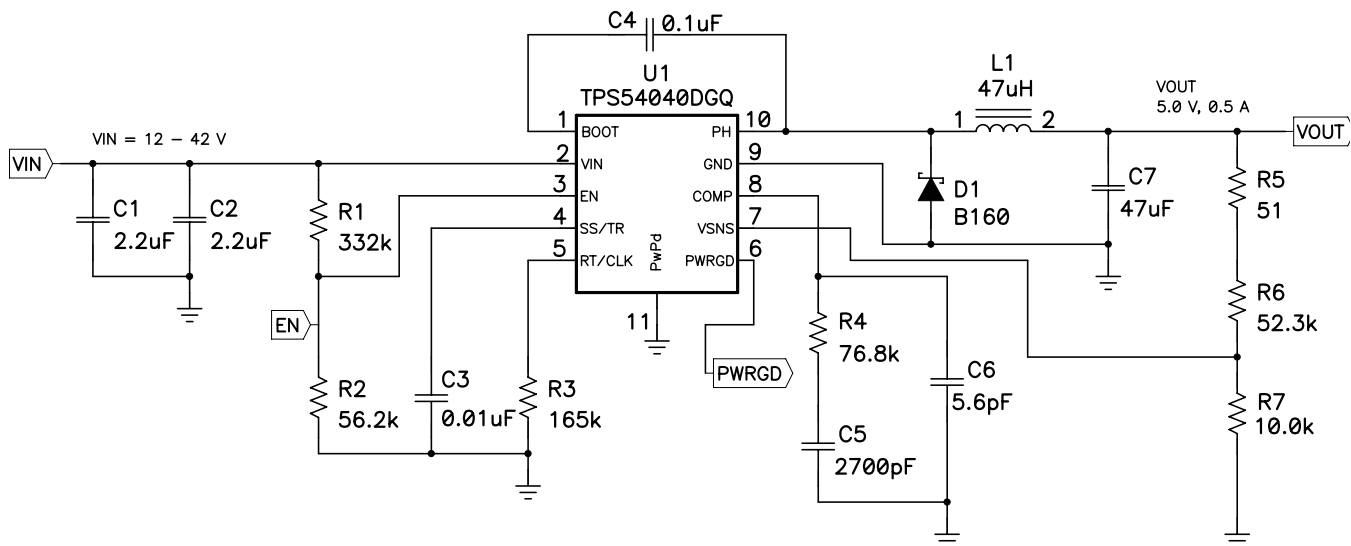 C4
0.1uF
U1
TPS54040DGQ
L1
47uH
VOUT
5.0 V, 0.5 A
VIN = 12 – 42 V
VIN
1
BOOT
PH
10
1
2
VOUT
2
VIN
GND
9
3
EN
COMP
8
4
SS/TR
VSNS
7
5
RT/CLK
PWRGD
6
PwPd
11
C1
2.2uF
C2
2.2uF
R1
332k
D1
B160
C7
47uF
R5
51
EN
R4
76.8k
R6
52.3k
PWRGD
R2
56.2k
C3
0.01uF
R3
165k
C6
5.6pF
R7
10.0k
C5
2700pF